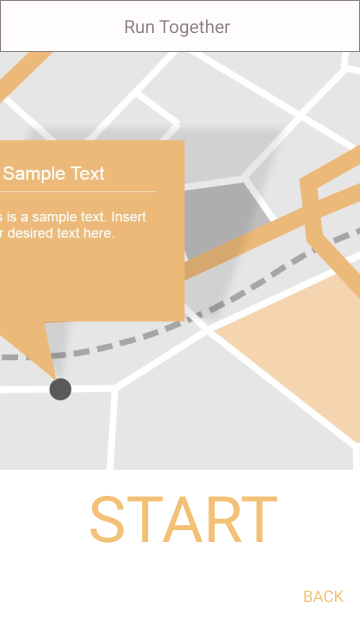 Run Together
Sample Text
s is a sample text. Insert
r desired text here.
START
BACK